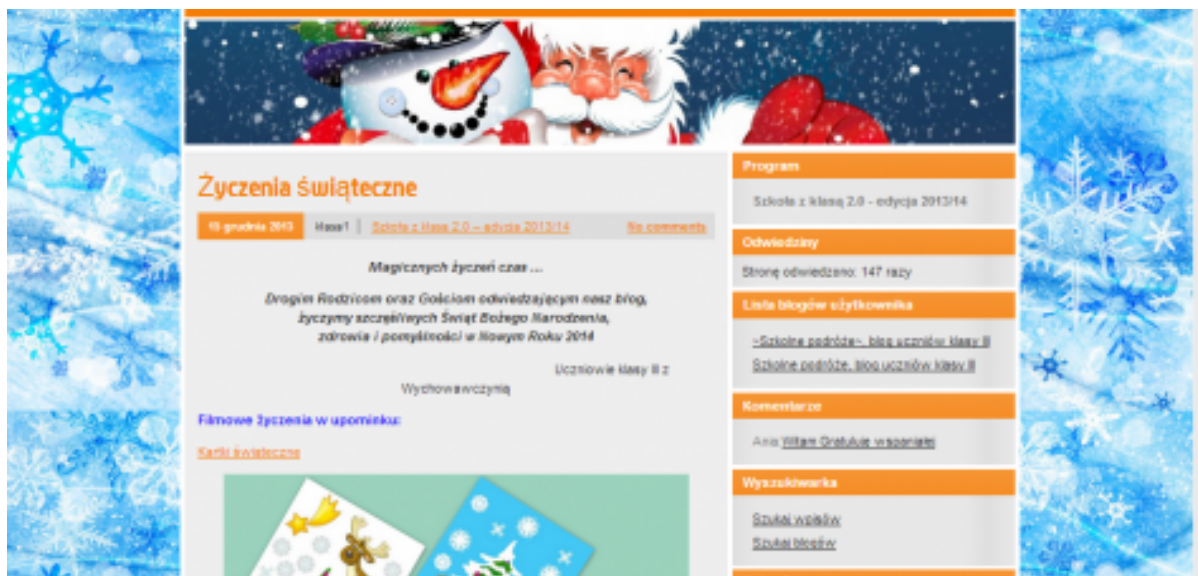 Życzenia świąteczne
15 grudnia 2013 klasa1 Szkoła z klasą 2.0 – edycja 2013/14 No comments
Magicznych życzeń czas ...
Drogim Rodzicom oraz Gościom odwiedzającym nasz blog,
życzymy szczęśliwych Świąt Bożego Narodzenia,
zdrowia i pomyślności w Nowym Roku 2014
Uczniowie klasy II z
Wychowawczynią
Filmowe życzenia w upominku:
Kartki świąteczne
Program
Szkoła z klasą 2.0 - edycja 2013/14
Odwiedziny
Stronę odwiedzono: 147 razy
Lista blogów użytkownika
~Szkolne podróże~, blog uczniów klasy II
Szkolne podróże, blog uczniów klasy II
Komentarze
Ania: Witam Gratuluję wspaniałej
Wyszukiwarka
Szukaj wpisów
Szukaj blogów